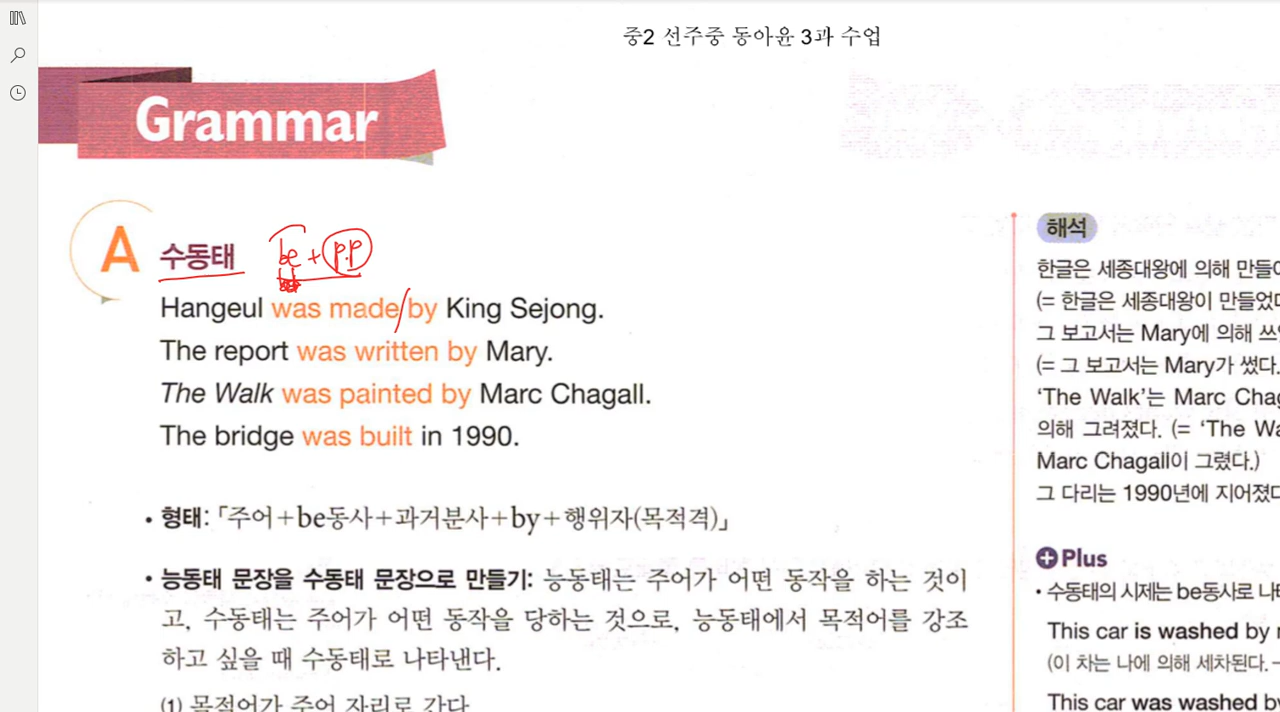 중2 선주중 동아윤 3과 수업
Grammar
A 수동태 be + p.p
Hangeul was made by King Sejong.
The report was written by Mary.
The Walk was painted by Marc Chagall.
The bridge was built in 1990.
• 형태: 「주어+be동사+과거분사+by+행위자(목적격)」
• 능동태 문장을 수동태 문장으로 만들기: 능동태는 주어가 어떤 동작을 하는 것이
고, 수동태는 주어가 어떤 동작을 당하는 것으로, 능동태에서 목적어를 강조
하고 싶을 때 수동태로 나타낸다.
(1) 목적어가 주어 자리로 간다
해석
한글은 세종대왕에 의해 만들
(= 한글은 세종대왕이 만들었
그 보고서는 Mary에 의해 쓰
(= 그 보고서는 Mary가 썼다.
'The Walk'는 Marc Chag
의해 그려졌다. (= 'The Wa
Marc Chagall이 그렸다.)
그 다리는 1990년에 지어졌
Plus
• 수동태의 시제는 be동사로 나
This car is washed by
(이 차는 나에 의해 세차된다.
This car was washed by